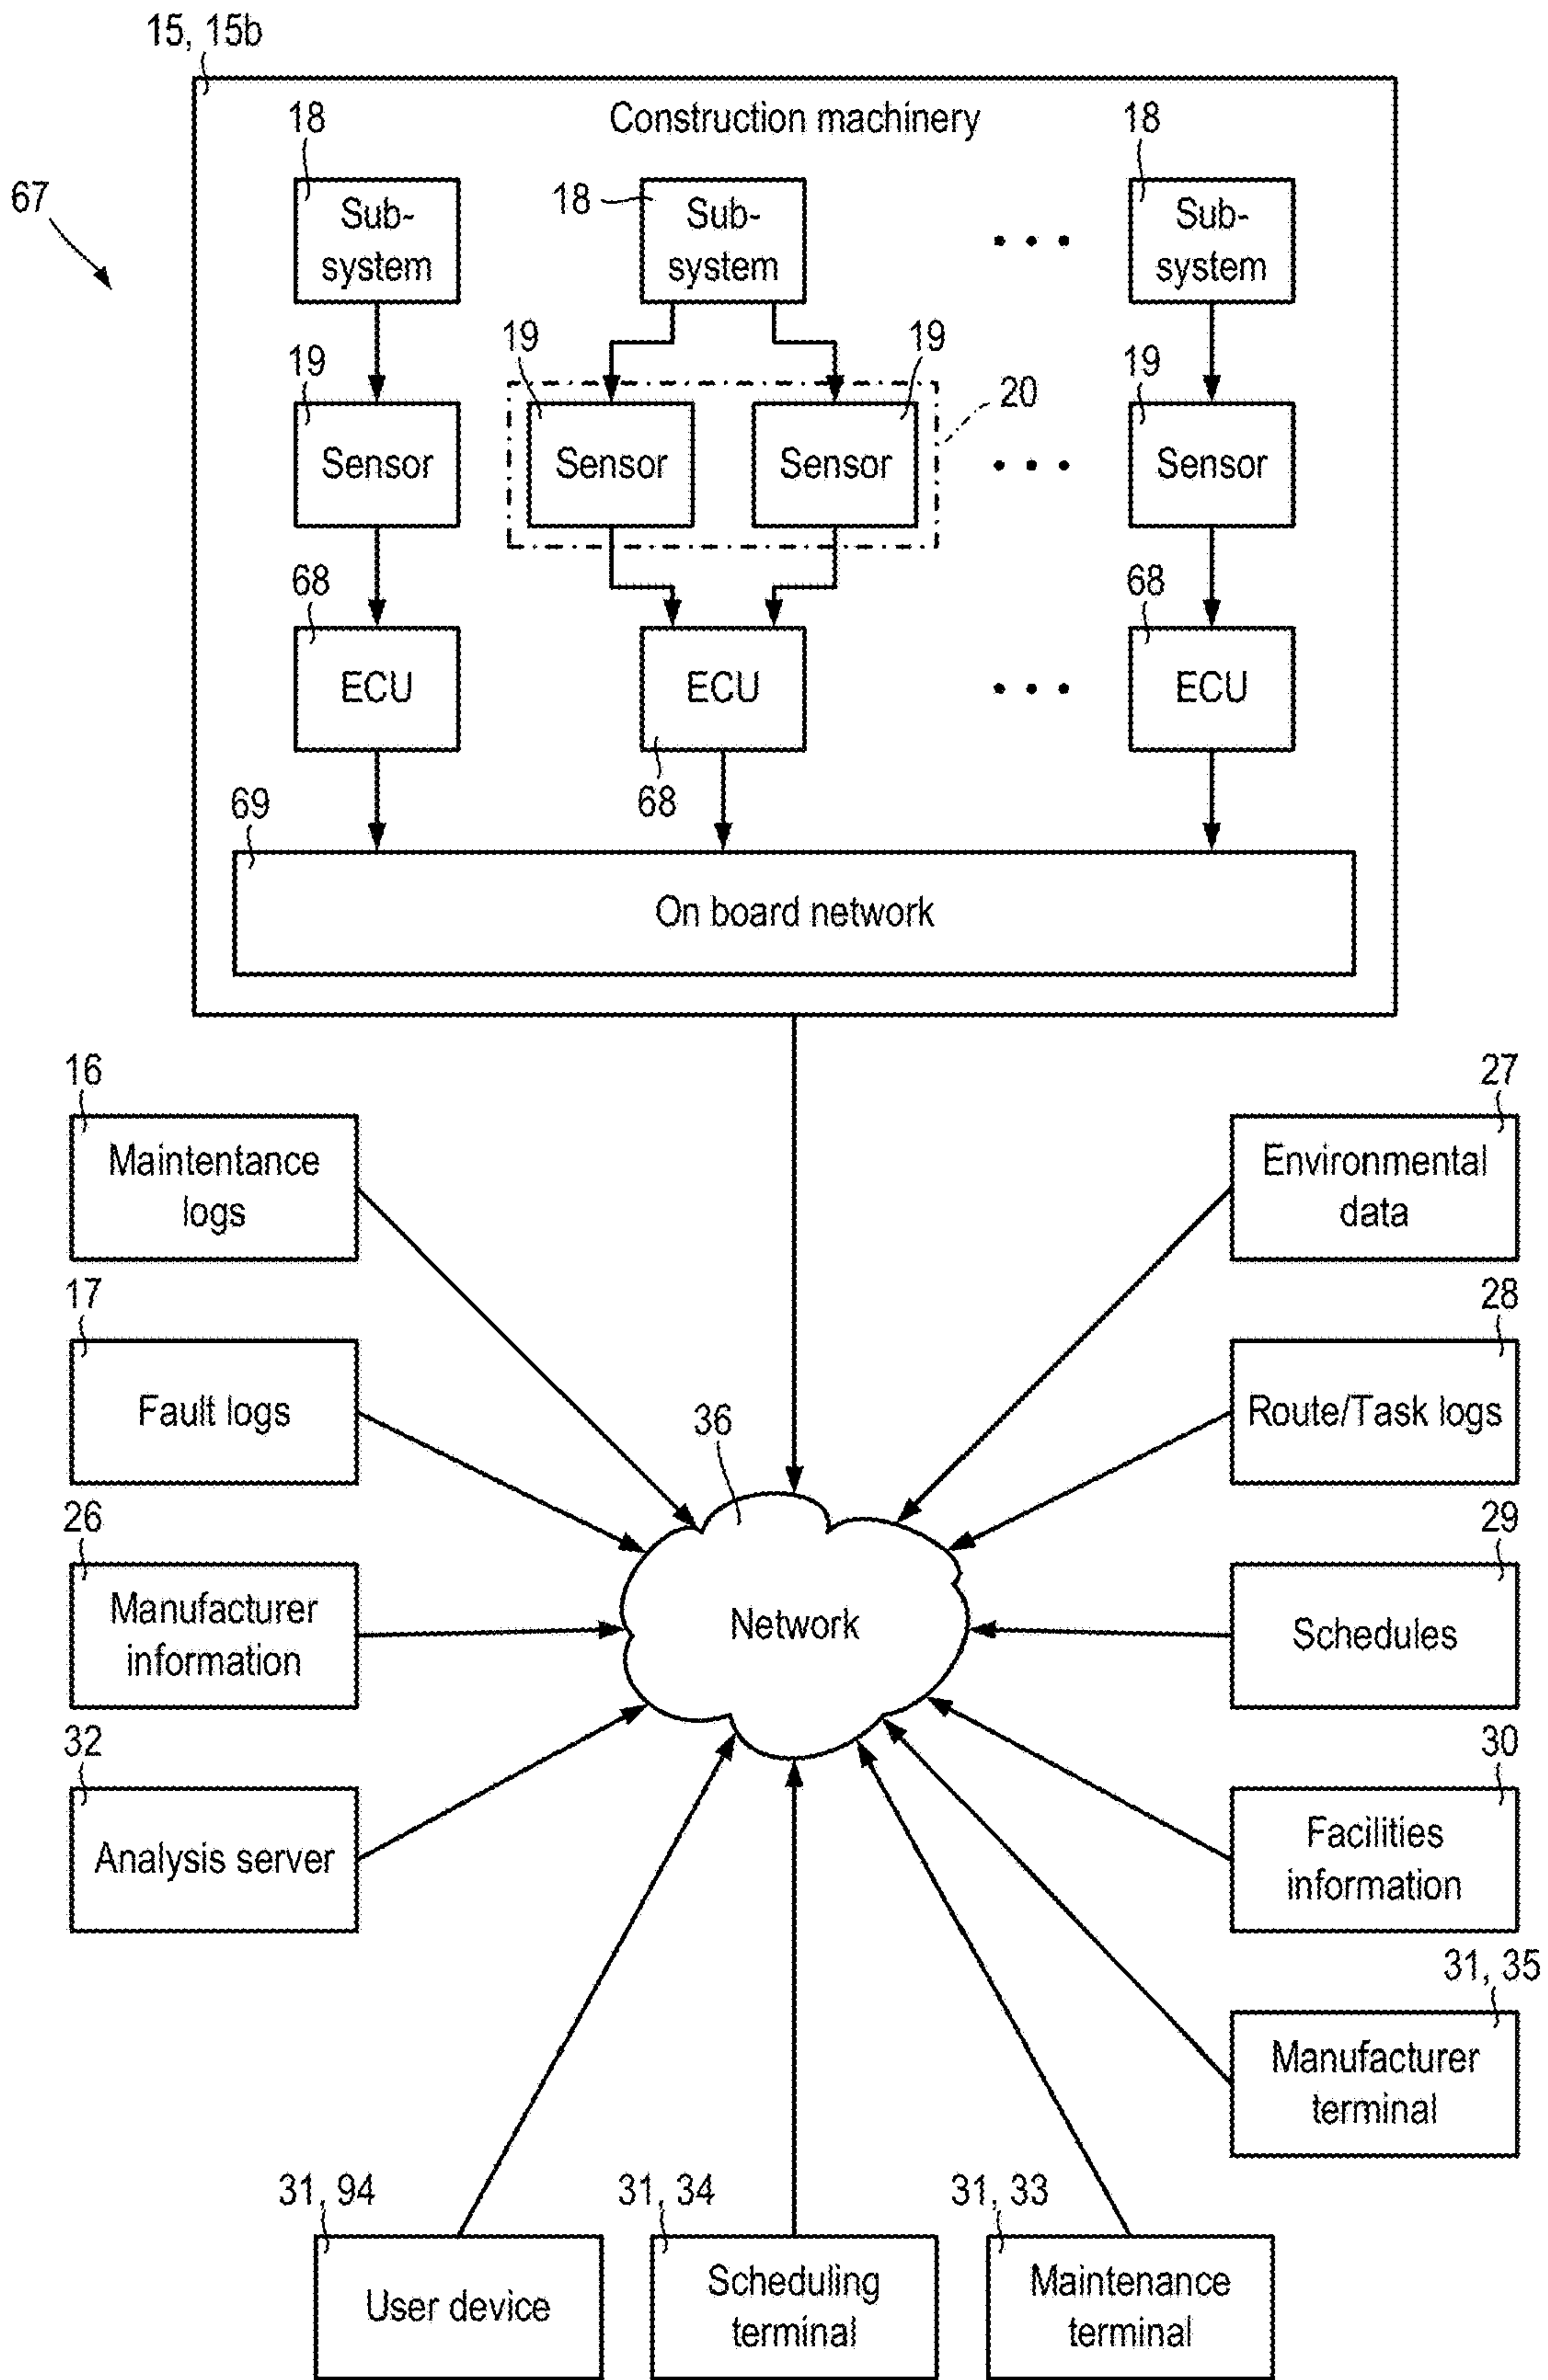 15, 15b
Construction machinery
18
18
18
67
Sub-
system
Sub-
system
• • •
Sub-
system
19
19
19
20
19
Sensor
Sensor
Sensor
• • •
Sensor
68
68
ECU
ECU
• • •
ECU
68
69
On board network
16
Maintentance
logs
27
Environmental
data
17
Fault logs
28
Route/Task logs
36
Network
26
Manufacturer
information
29
Schedules
32
Analysis server
30
Facilities
information
31, 35
Manufacturer
terminal
31, 94
User device
31, 34
Scheduling
terminal
31, 33
Maintenance
terminal